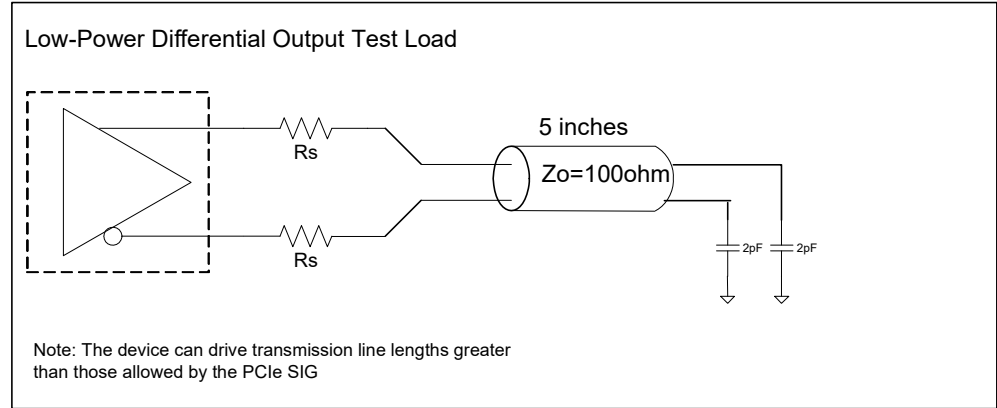 Low-Power Differential Output Test Load
Rs
5 inches
Zo=100ohm
Rs
2pF
2pF
Note: The device can drive transmission line lengths greater
than those allowed by the PCIe SIG